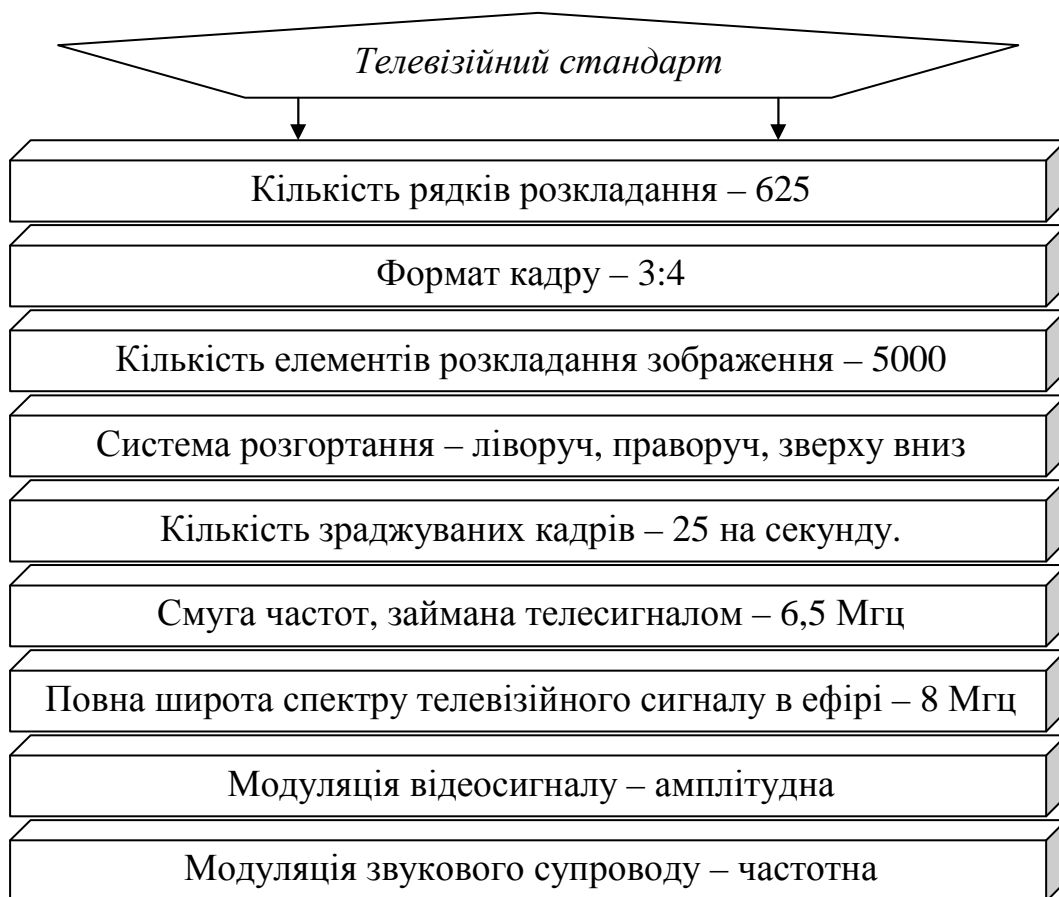 Телевізійний стандарт
Кількість рядків розкладання – 625
Формат кадру – 3:4
Кількість елементів розкладання зображення – 5000
Система розгортання – ліворуч, праворуч, зверху вниз
Кількість зраджуваних кадрів – 25 на секунду.
Смуга частот, займана телесигналом – 6,5 Мгц
Повна широта спектру телевізійного сигналу в ефірі – 8 Мгц
Модуляція відеосигналу – амплітудна
Модуляція звукового супроводу – частотна